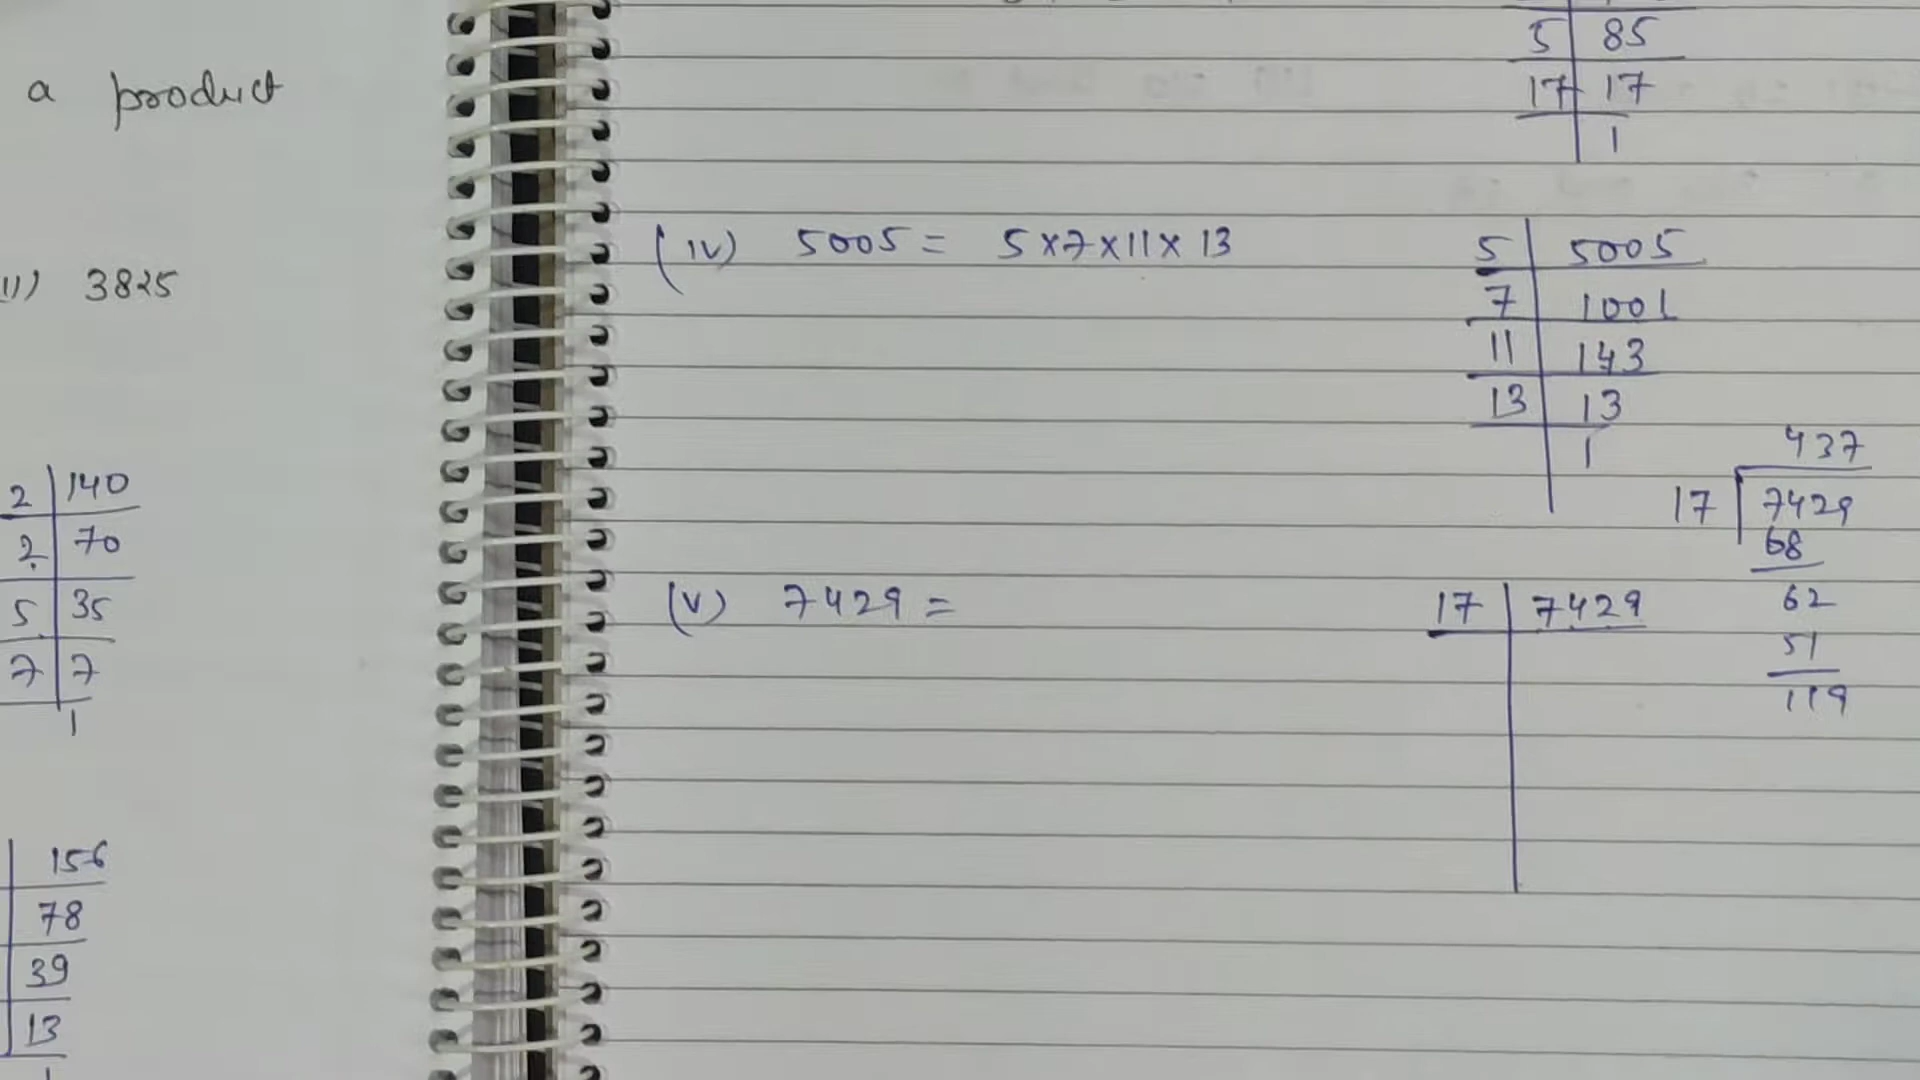 a product
(11) 3825
2 | 140
2 | 70
5 | 35
7 | 7
1
156
78
39
13
5 | 85
17 | 17
1
(iv) 5005 = 5 x 7 x 11 x 13
5 | 5005
7 | 1001
11 | 143
13 | 13
1
437
17 7429
68
62
51
119
(v) 7429 =
17 | 7429